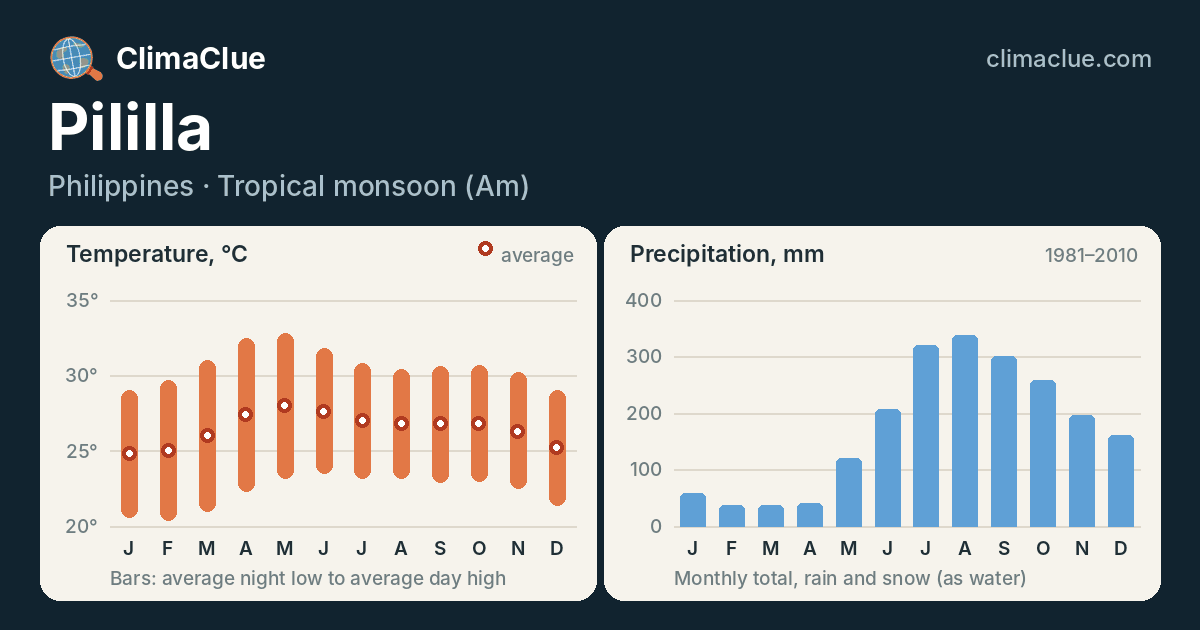 ClimaClue
climaclue.com
Pililla
Philippines · Tropical monsoon (Am)
Temperature, °C
average
35°
30°
25°
20°
J F M A M J J A S O N D
Bars: average night low to average day high
Precipitation, mm
1981–2010
400
300
200
100
0
J F M A M J J A S O N D
Monthly total, rain and snow (as water)